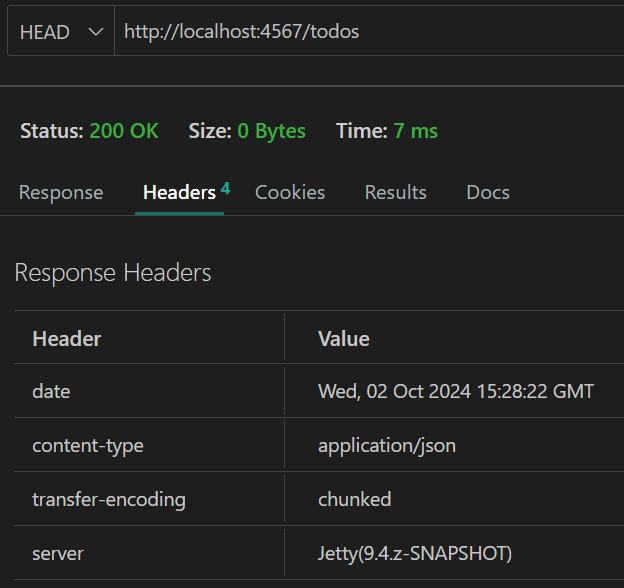 HEAD http://localhost:4567/todos
Status: 200 OK Size: 0 Bytes Time: 7 ms
Response Headers 4 Cookies Results Docs
Response Headers
Header Value
date Wed, 02 Oct 2024 15:28:22 GMT
content-type application/json
transfer-encoding chunked
server Jetty(9.4.z-SNAPSHOT)